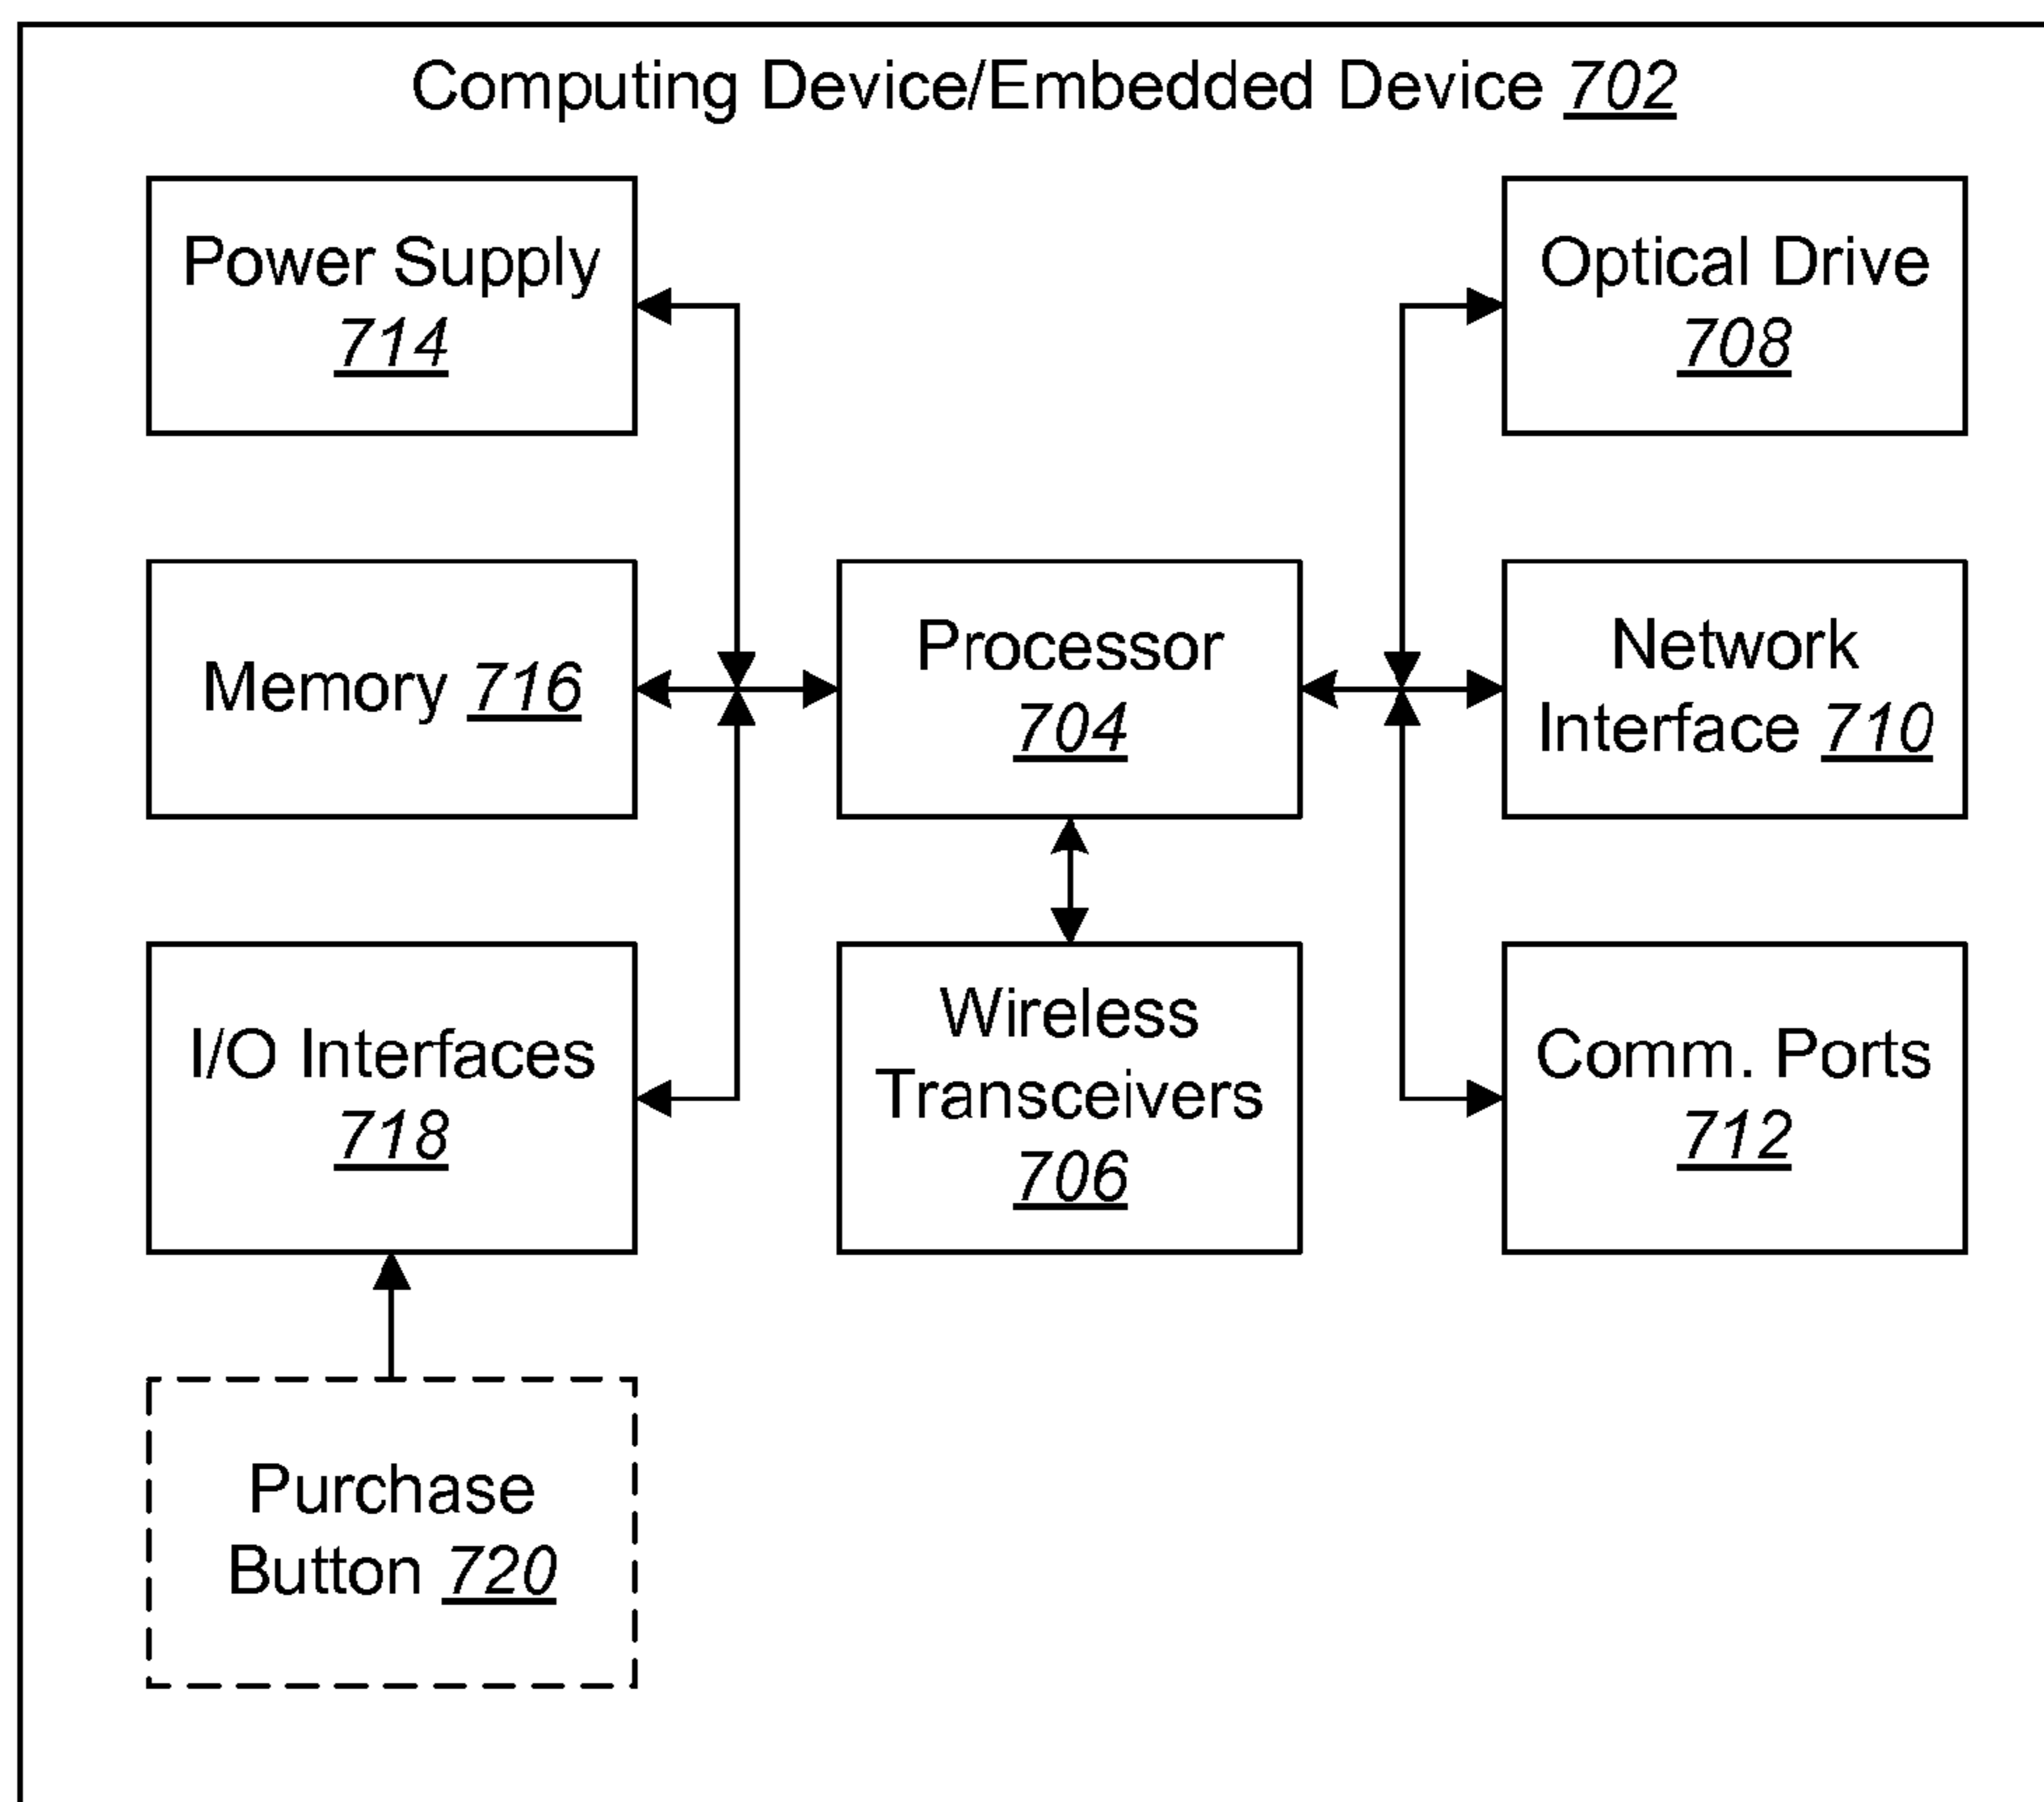 Computing Device/Embedded Device 702
Power Supply
714
Optical Drive
708
Memory 716
Processor
704
Network
Interface 710
I/O Interfaces
718
Wireless
Transceivers
706
Comm. Ports
712
Purchase
Button 720